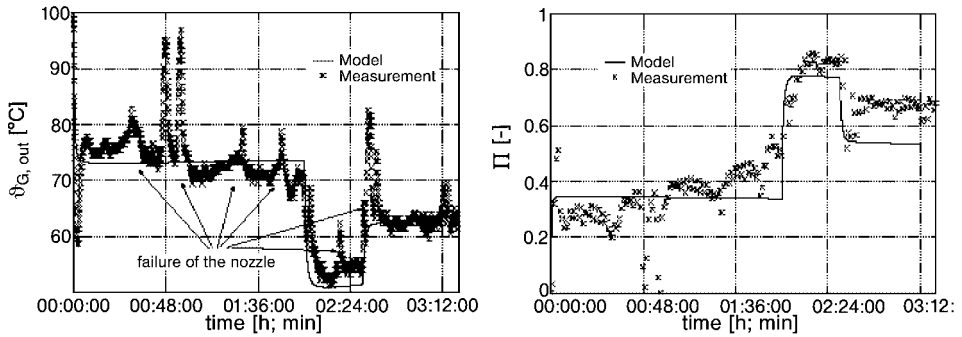 100
90
80
70
60
ϑG, out [°C]
Model
Measurement
failure of the nozzle
00:00:00 00:48:00 01:36:00 02:24:00 03:12:00
time [h; min]
1
0.8
0.6
0.4
0.2
0
Π [-]
Model
Measurement
00:00:00 00:48:00 01:36:00 02:24:00 03:12:
time [h; min]